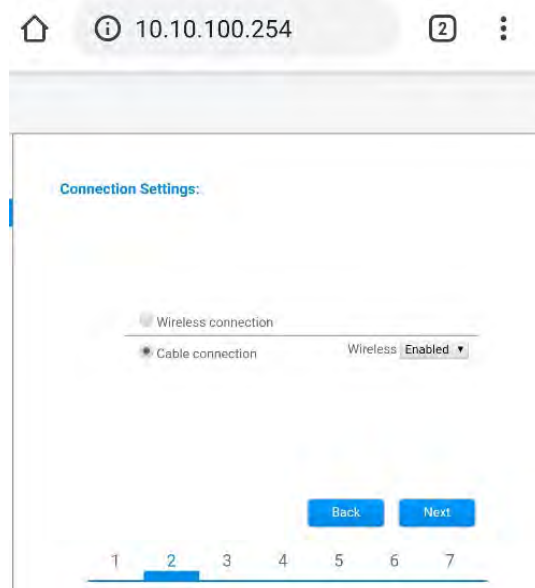 10.10.100.254
2
Connection Settings:
Wireless connection
Cable connection Wireless Enabled
Back Next
1 2 3 4 5 6 7